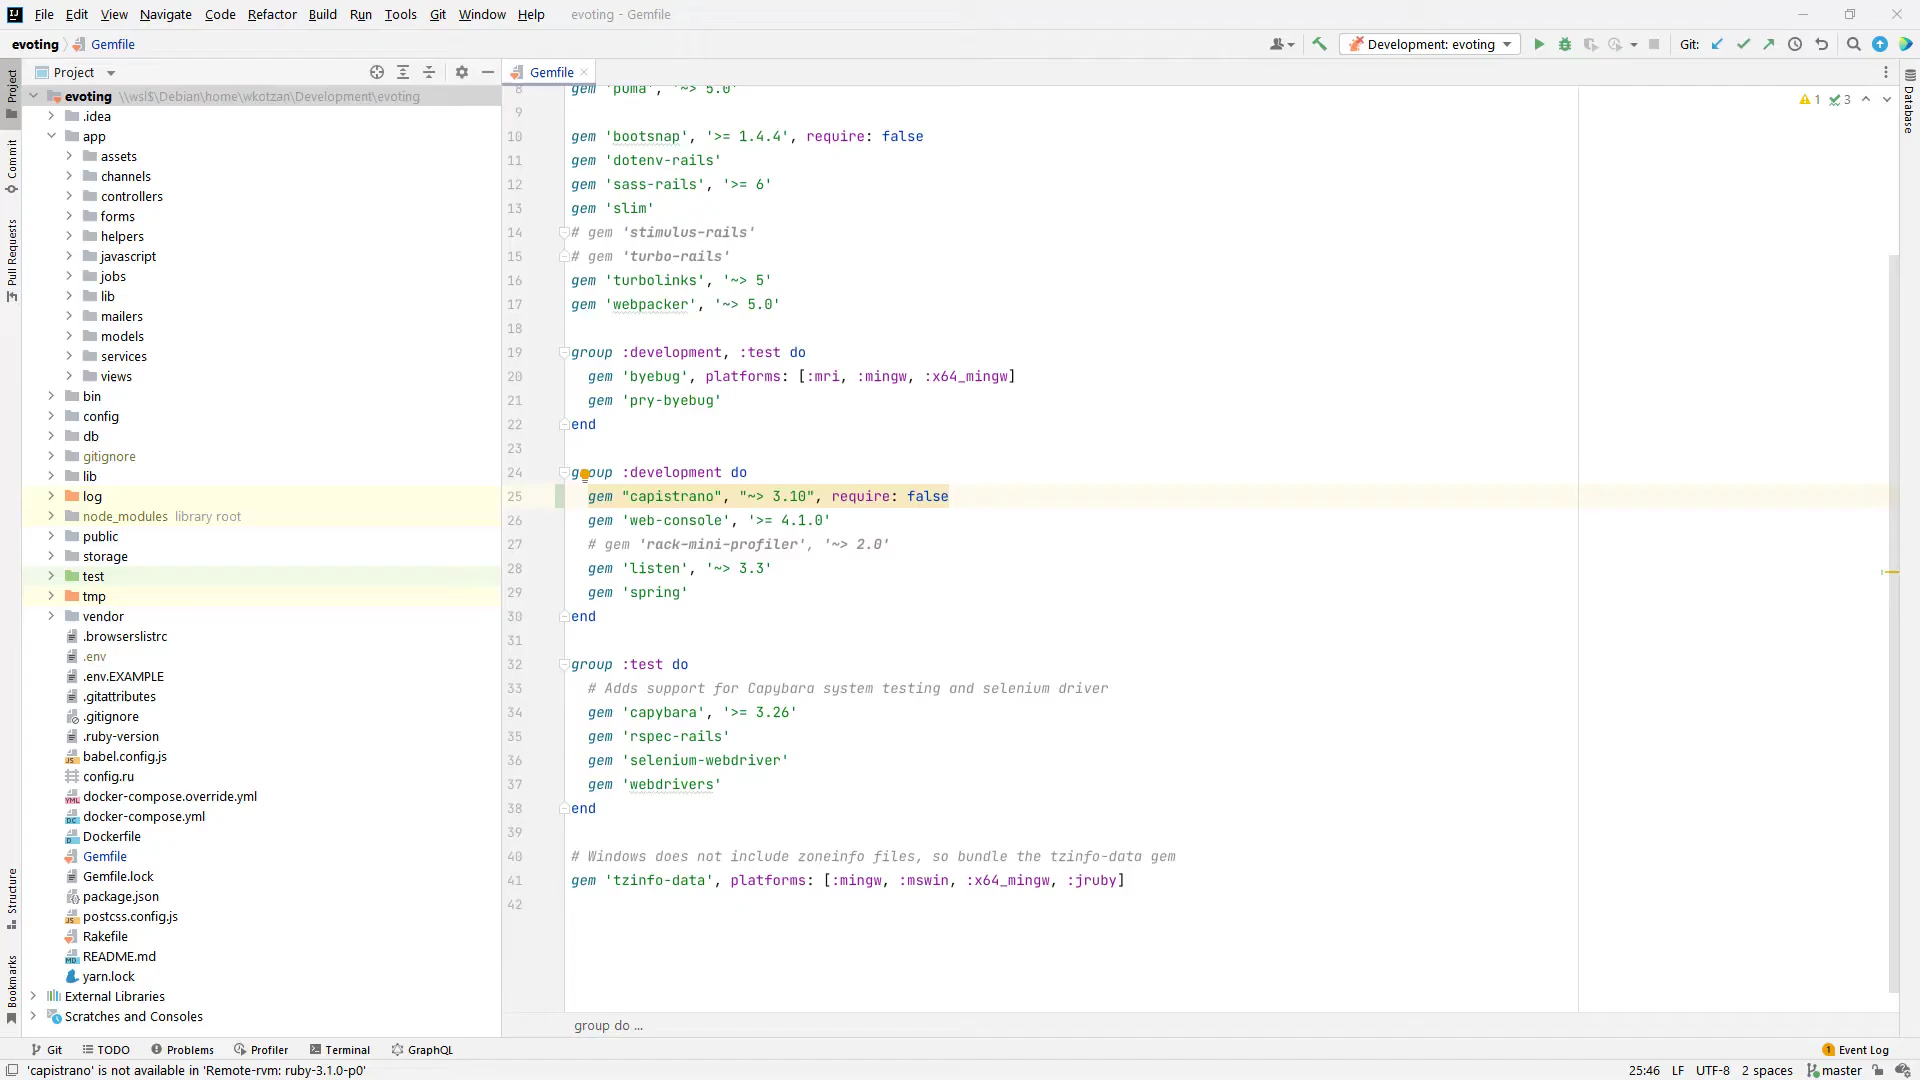 File Edit View Navigate Code Refactor Build Run Tools Git Window Help evoting - Gemfile
evoting Gemfile Development: evoting Git:
Project
Commit
Pull Requests
Structure
Bookmarks
Project
evoting \\wsl$\Debian\home\wkotzan\Development\evoting
.idea
app
assets
channels
controllers
forms
helpers
javascript
jobs
lib
mailers
models
services
views
bin
config
db
gitignore
lib
log
node_modules library root
public
storage
test
tmp
vendor
.browserslistrc
.env
.env.EXAMPLE
.gitattributes
.gitignore
.ruby-version
babel.config.js
config.ru
docker-compose.override.yml
docker-compose.yml
Dockerfile
Gemfile
Gemfile.lock
package.json
postcss.config.js
Rakefile
README.md
yarn.lock
External Libraries
Scratches and Consoles
Gemfile
1 3
8 gem 'puma', '~> 5.0'
9
10 gem 'bootsnap', '>= 1.4.4', require: false
11 gem 'dotenv-rails'
12 gem 'sass-rails', '>= 6'
13 gem 'slim'
14 # gem 'stimulus-rails'
15 # gem 'turbo-rails'
16 gem 'turbolinks', '~> 5'
17 gem 'webpacker', '~> 5.0'
18
19 group :development, :test do
20 gem 'byebug', platforms: [:mri, :mingw, :x64_mingw]
21 gem 'pry-byebug'
22 end
23
24 group :development do
25 gem "capistrano", "~> 3.10", require: false
26 gem 'web-console', '>= 4.1.0'
27 # gem 'rack-mini-profiler', '~> 2.0'
28 gem 'listen', '~> 3.3'
29 gem 'spring'
30 end
31
32 group :test do
33 # Adds support for Capybara system testing and selenium driver
34 gem 'capybara', '>= 3.26'
35 gem 'rspec-rails'
36 gem 'selenium-webdriver'
37 gem 'webdrivers'
38 end
39
40 # Windows does not include zoneinfo files, so bundle the tzinfo-data gem
41 gem 'tzinfo-data', platforms: [:mingw, :mswin, :x64_mingw, :jruby]
42
group do ...
Database
Git TODO Problems Profiler Terminal GraphQL 1 Event Log
'capistrano' is not available in 'Remote-rvm: ruby-3.1.0-p0' 25:46 LF UTF-8 2 spaces master